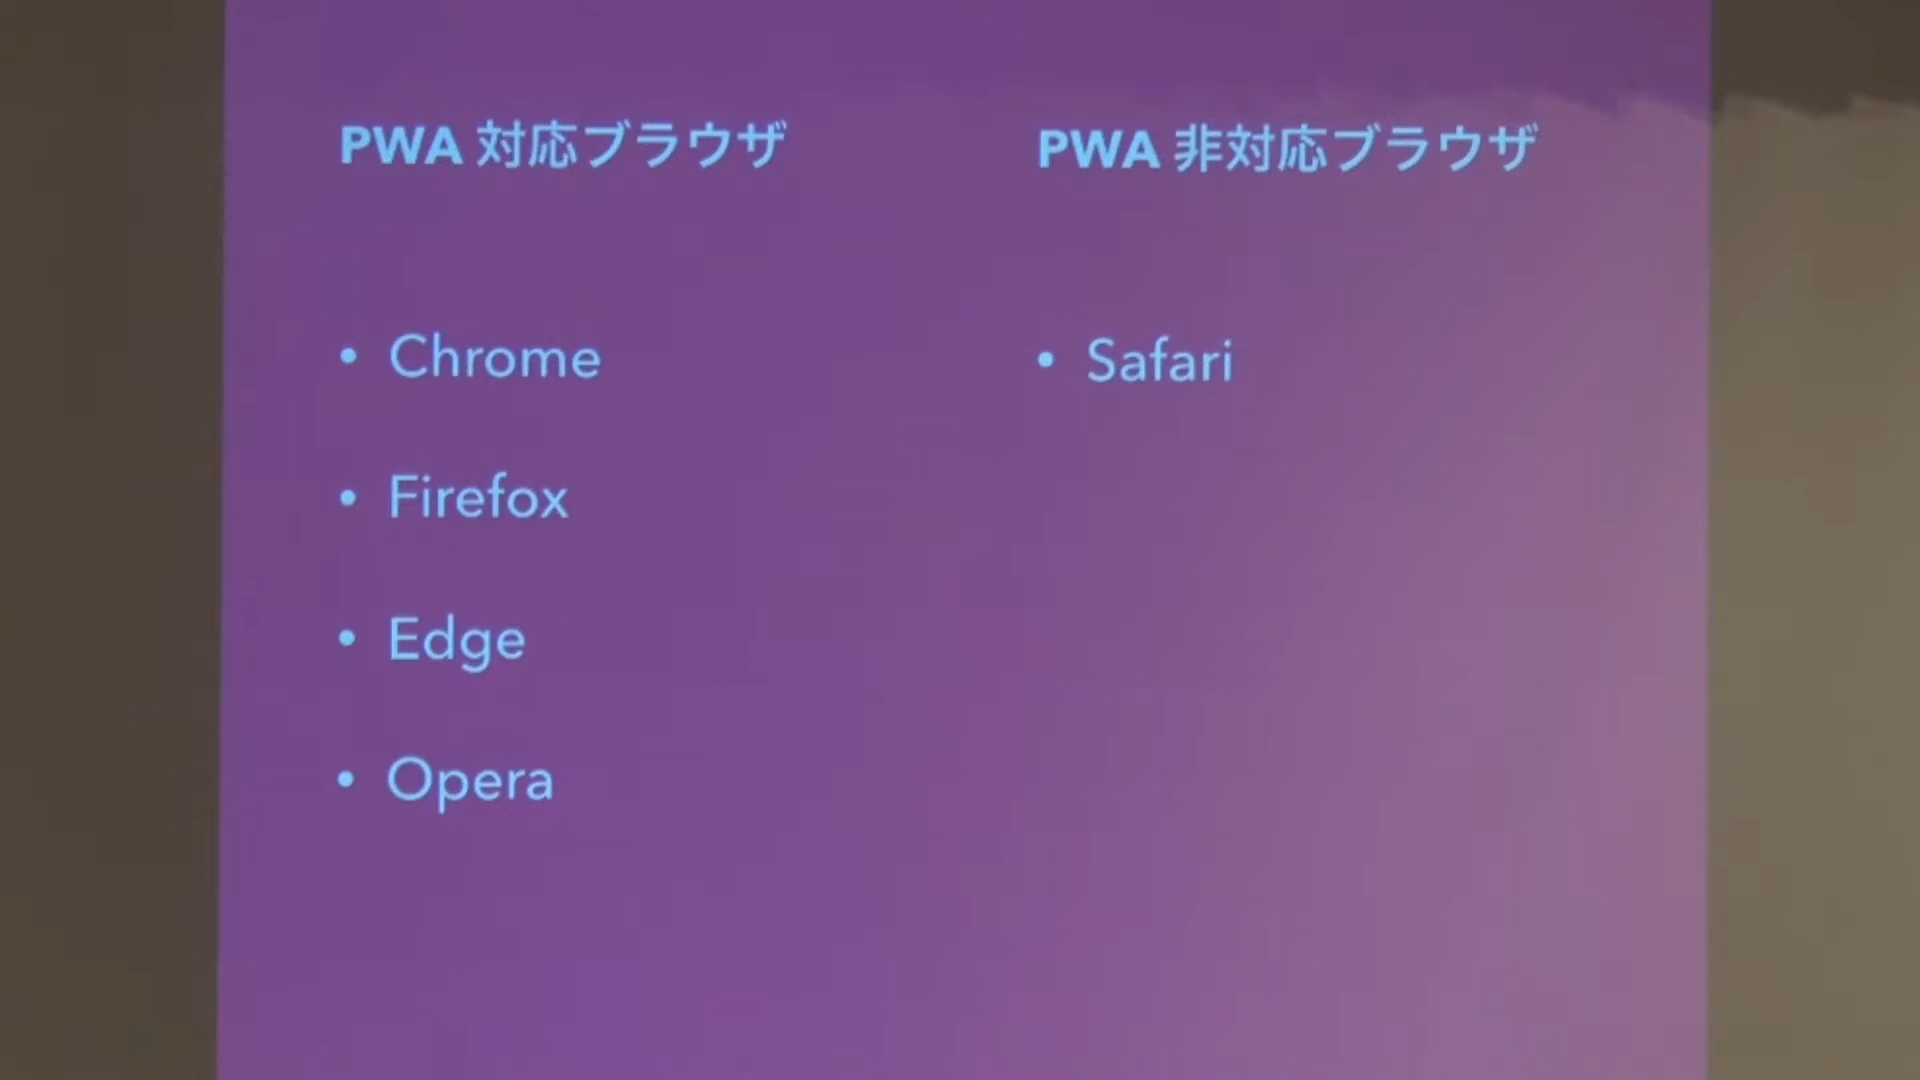 PWA 対応ブラウザ
• Chrome
• Firefox
• Edge
• Opera
PWA 非対応ブラウザ
• Safari